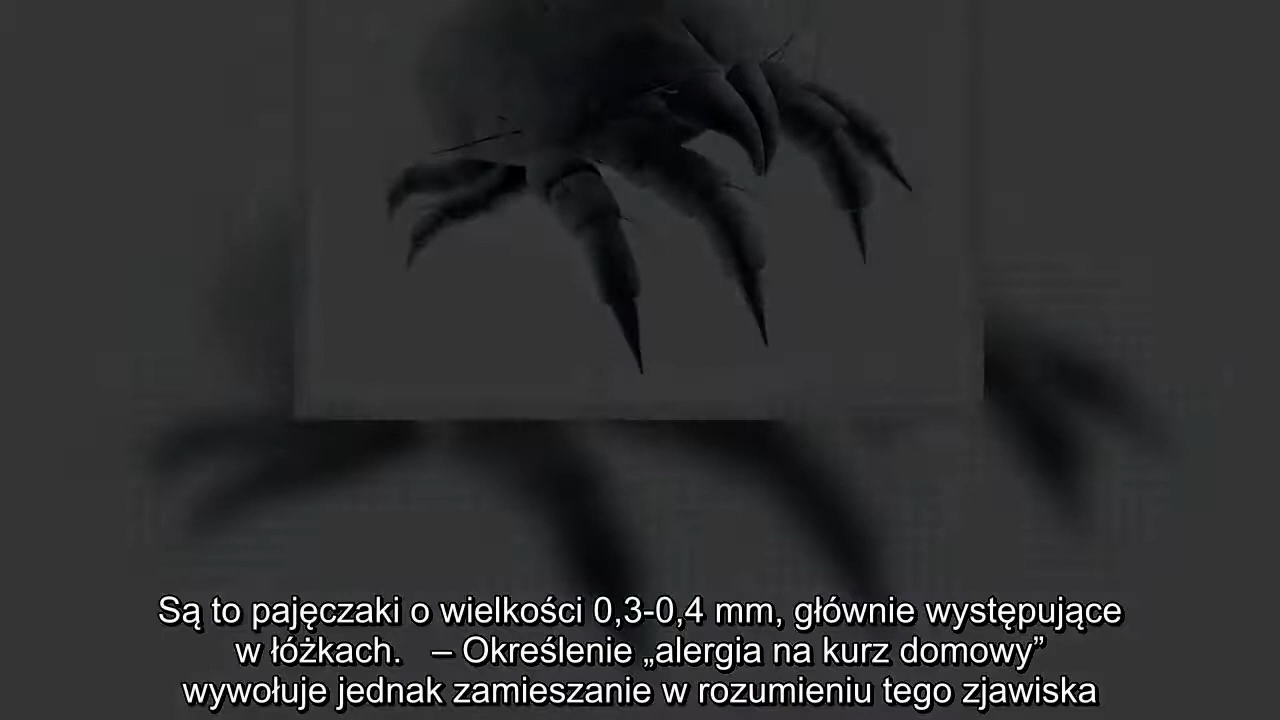 Są to pajęczaki o wielkości 0,3-0,4 mm, głównie występujące
w łóżkach. – Określenie „alergia na kurz domowy”
wywołuje jednak zamieszanie w rozumieniu tego zjawiska